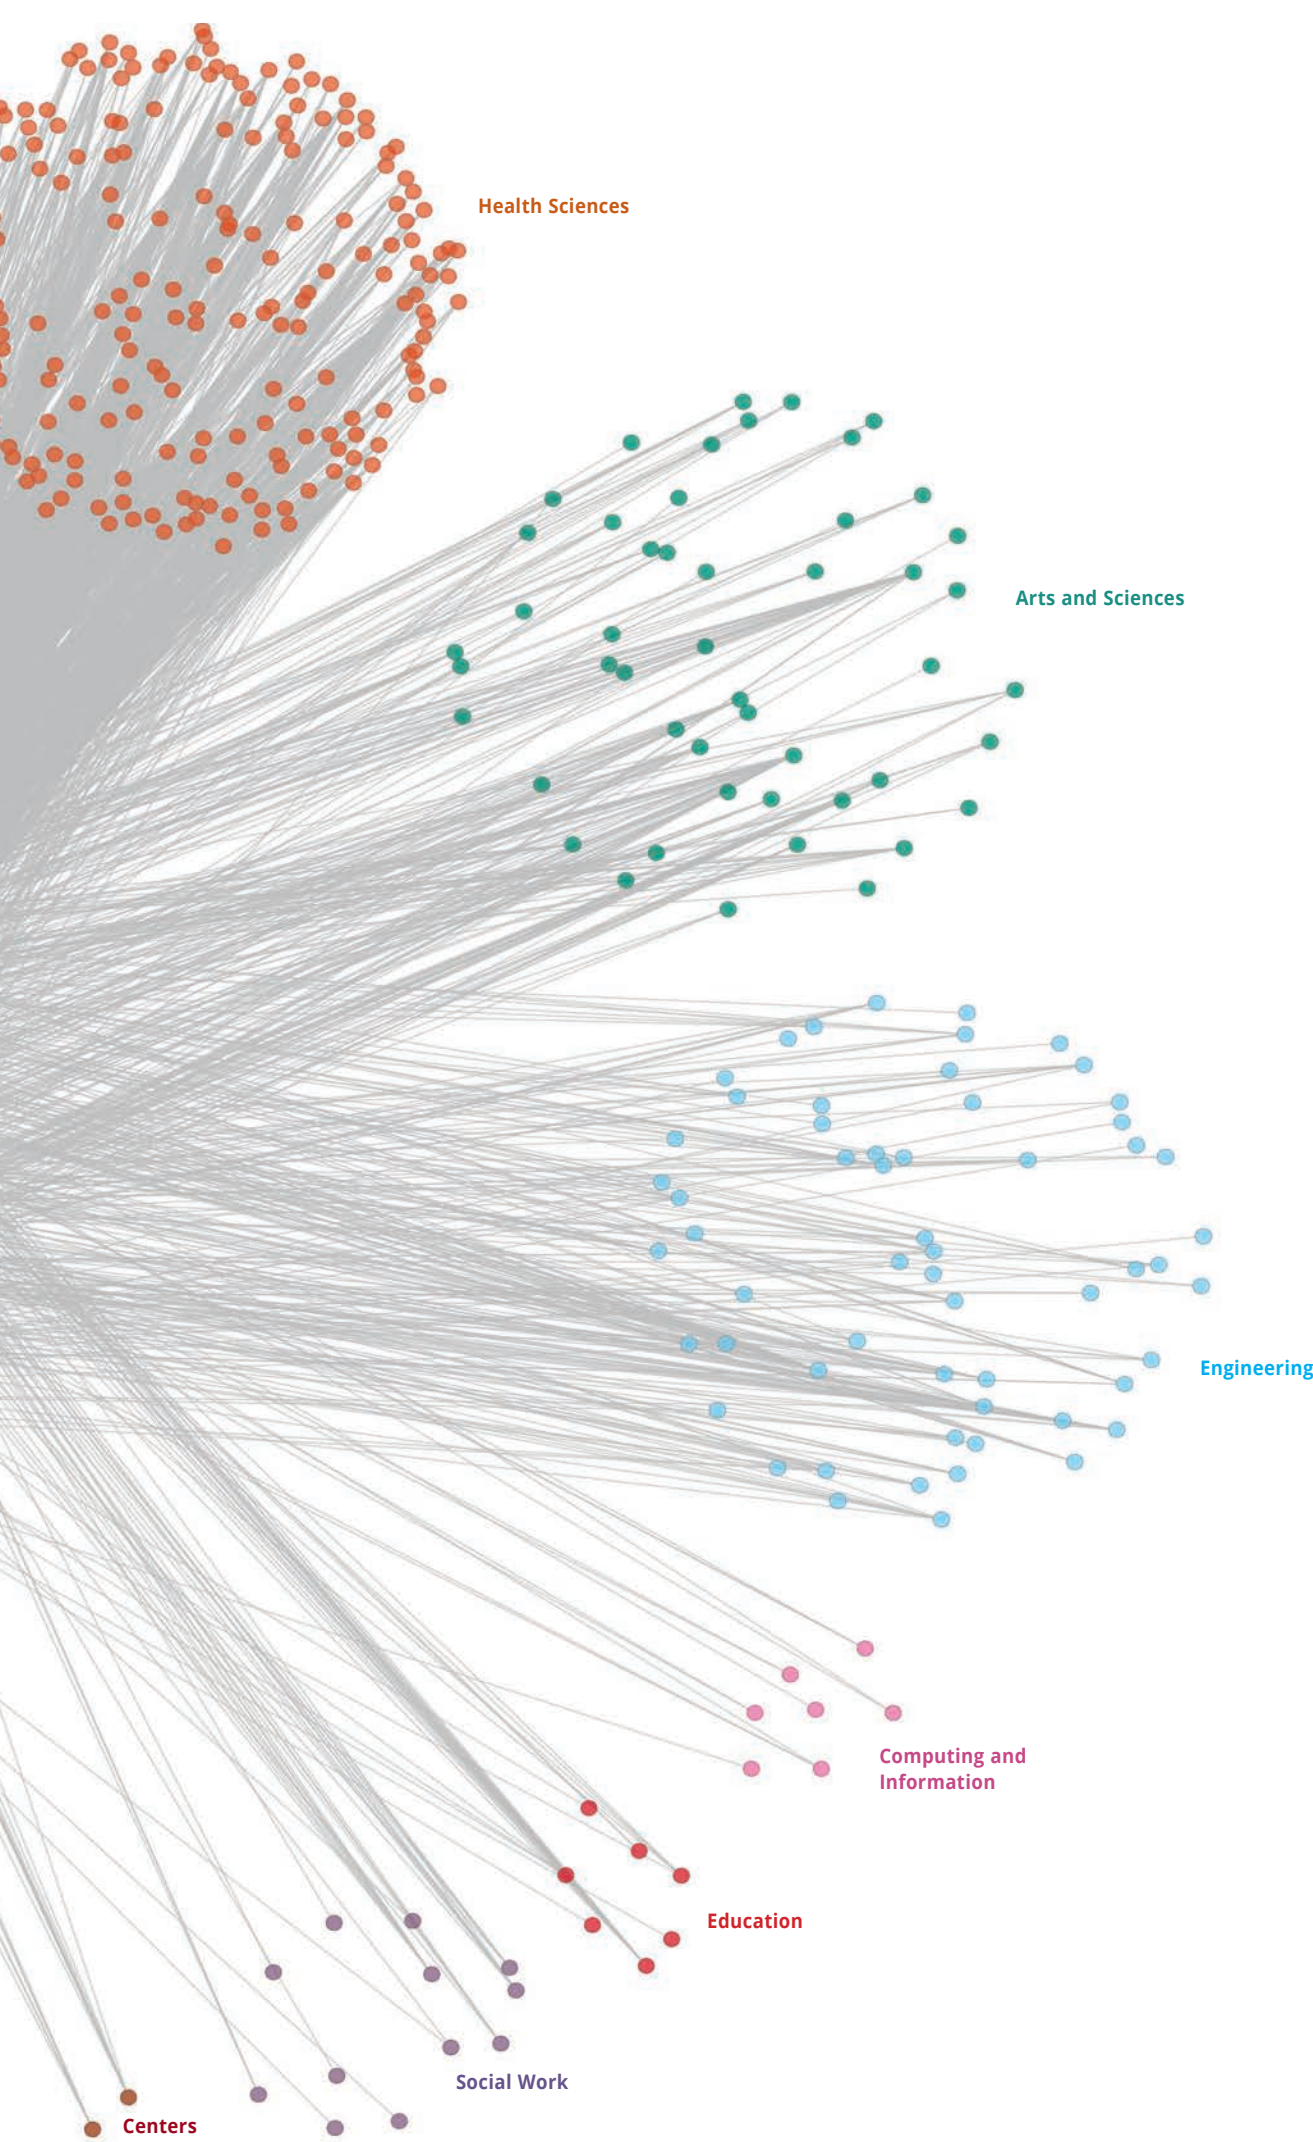 Health Sciences
Arts and Sciences
Engineering
Computing and
Information
Education
Social Work
Centers